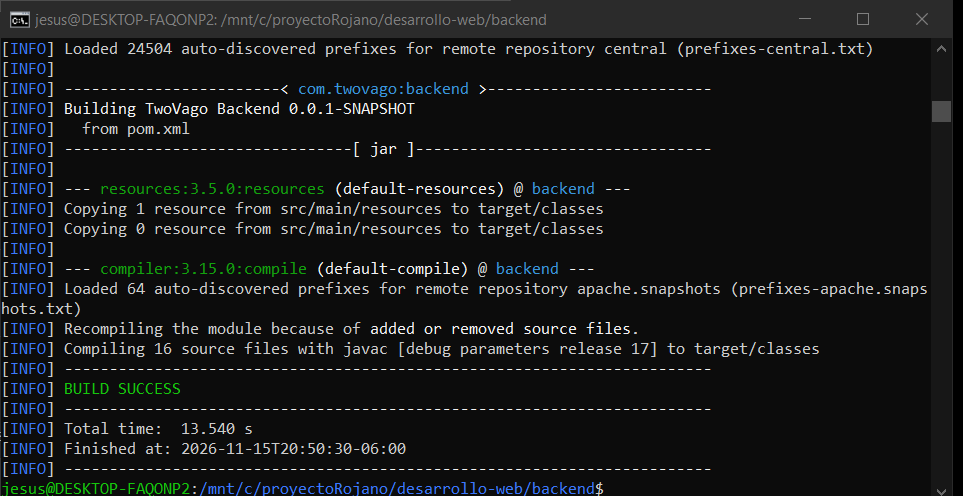 jesus@DESKTOP-FAQONP2: /mnt/c/proyectoRojano/desarrollo-web/backend
[INFO] Loaded 24504 auto-discovered prefixes for remote repository central (prefixes-central.txt)
[INFO]
[INFO] ------------------------< com.twovago:backend >-------------------------
[INFO] Building TwoVago Backend 0.0.1-SNAPSHOT
[INFO]   from pom.xml
[INFO] --------------------------------[ jar ]---------------------------------
[INFO]
[INFO] --- resources:3.5.0:resources (default-resources) @ backend ---
[INFO] Copying 1 resource from src/main/resources to target/classes
[INFO] Copying 0 resource from src/main/resources to target/classes
[INFO]
[INFO] --- compiler:3.15.0:compile (default-compile) @ backend ---
[INFO] Loaded 64 auto-discovered prefixes for remote repository apache.snapshots (prefixes-apache.snaps
hots.txt)
[INFO] Recompiling the module because of added or removed source files.
[INFO] Compiling 16 source files with javac [debug parameters release 17] to target/classes
[INFO] ------------------------------------------------------------------------
[INFO] BUILD SUCCESS
[INFO] ------------------------------------------------------------------------
[INFO] Total time:  13.540 s
[INFO] Finished at: 2026-11-15T20:50:30-06:00
[INFO] ------------------------------------------------------------------------
jesus@DESKTOP-FAQONP2:/mnt/c/proyectoRojano/desarrollo-web/backend$